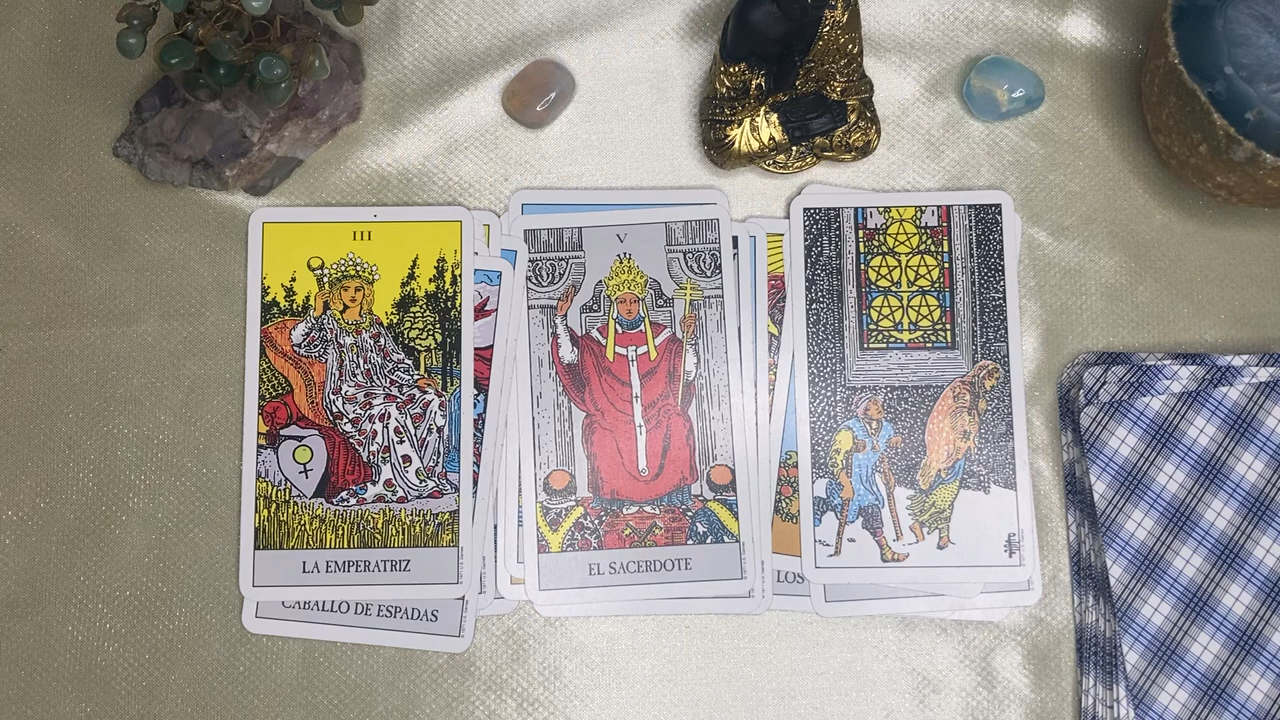 III
LA EMPERATRIZ
CABALLO DE ESPADAS
V
EL SACERDOTE
LOS